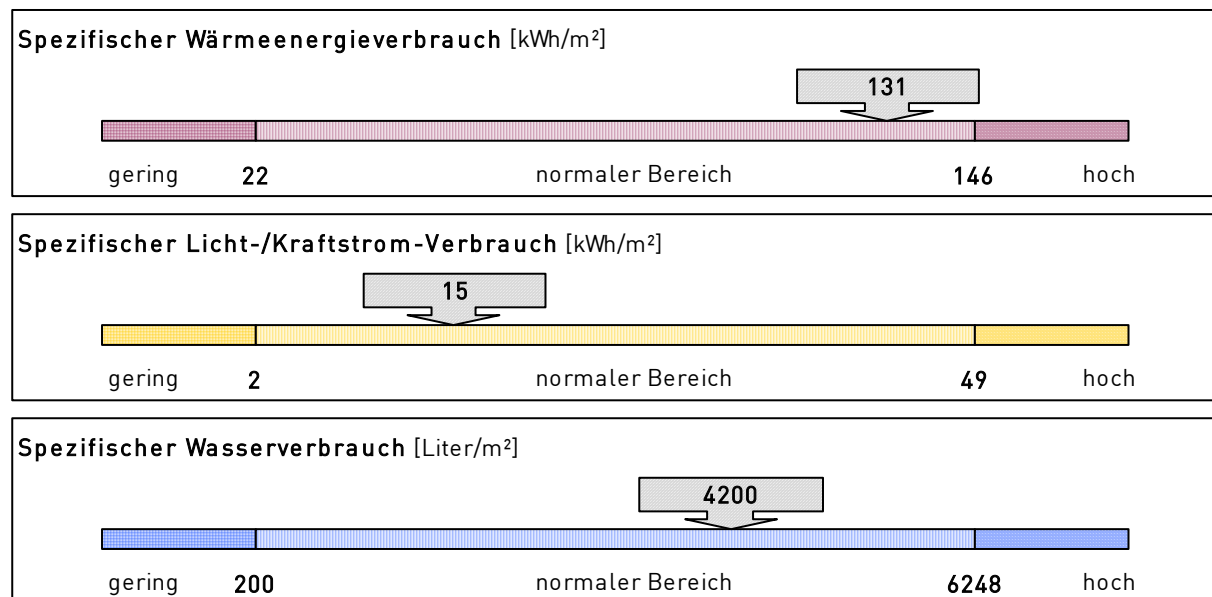 Spezifischer Wärmeenergieverbrauch [kWh/m²]
131
gering 22 normaler Bereich 146 hoch
Spezifischer Licht-/Kraftstrom-Verbrauch [kWh/m²]
15
gering 2 normaler Bereich 49 hoch
Spezifischer Wasserverbrauch [Liter/m²]
4200
gering 200 normaler Bereich 6248 hoch